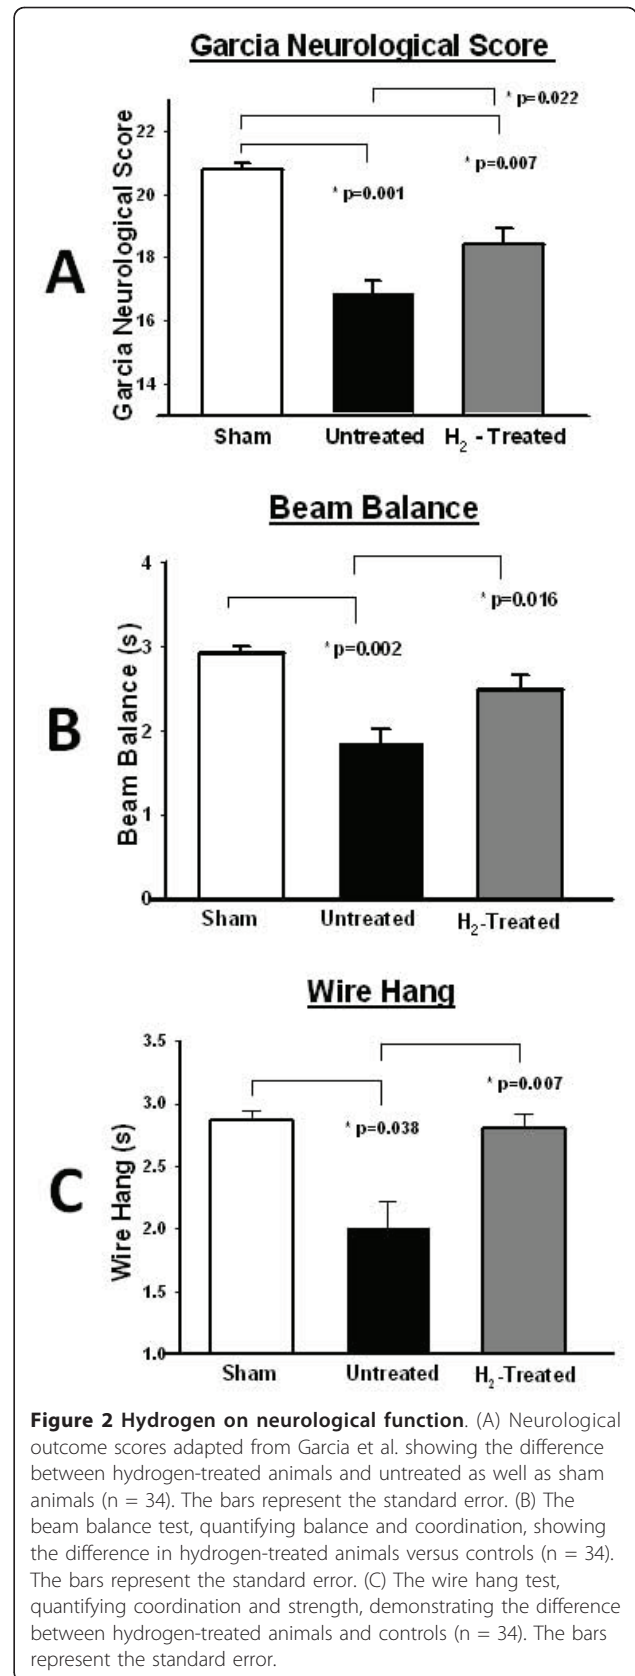 Garcia Neurological Score
* p=0.022
* p=0.007
* p=0.001
A
Garcia Neurological Score
22
20
18
16
14
Sham Untreated H₂ - Treated
Beam Balance
* p=0.016
* p=0.002
B
Beam Balance (s)
4
3
2
1
0
Sham Untreated H₂-Treated
Wire Hang
* p=0.007
* p=0.038
C
Wire Hang (s)
3.5
3.0
2.5
2.0
1.5
1.0
Sham Untreated H₂-Treated
Figure 2 Hydrogen on neurological function. (A) Neurological
outcome scores adapted from Garcia et al. showing the difference
between hydrogen-treated animals and untreated as well as sham
animals (n = 34). The bars represent the standard error. (B) The
beam balance test, quantifying balance and coordination, showing
the difference in hydrogen-treated animals versus controls (n = 34).
The bars represent the standard error. (C) The wire hang test,
quantifying coordination and strength, demonstrating the difference
between hydrogen-treated animals and controls (n = 34). The bars
represent the standard error.